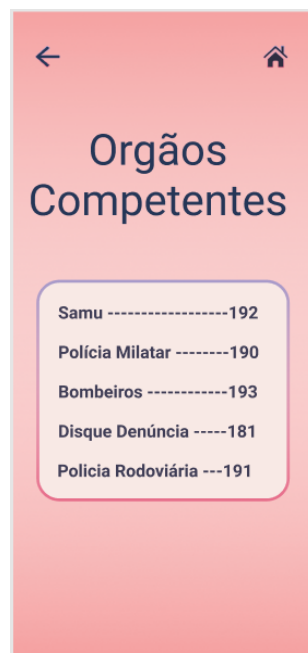 Orgãos
Competentes
Samu ------------------192
Polícia Milatar --------190
Bombeiros ------------193
Disque Denúncia -----181
Policia Rodoviária ---191